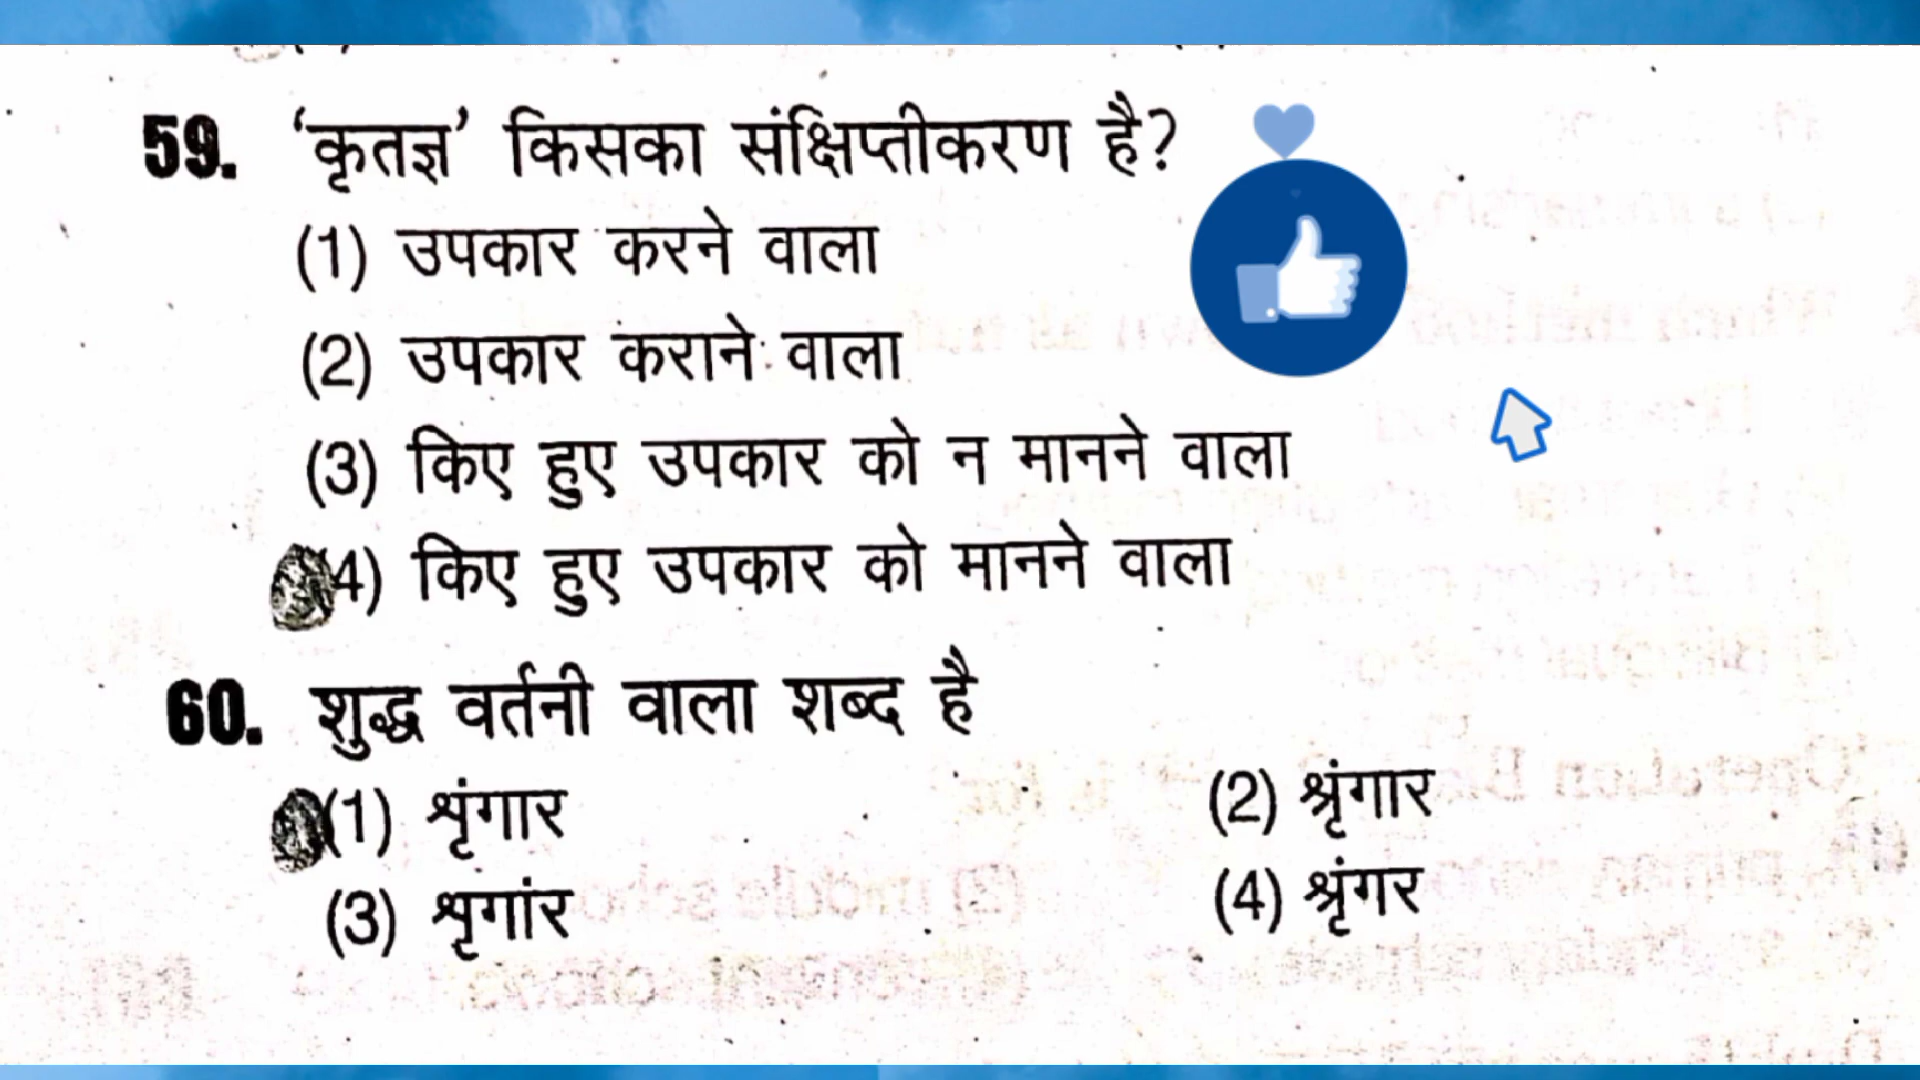 59. ‘कृतज्ञ’ किसका संक्षिप्तीकरण है?
(1) उपकार करने वाला
(2) उपकार कराने वाला
(3) किए हुए उपकार को न मानने वाला
(4) किए हुए उपकार को मानने वाला
60. शुद्ध वर्तनी वाला शब्द है
(1) शृंगार (2) श्रृंगार
(3) शृगांर (4) श्रृंगर